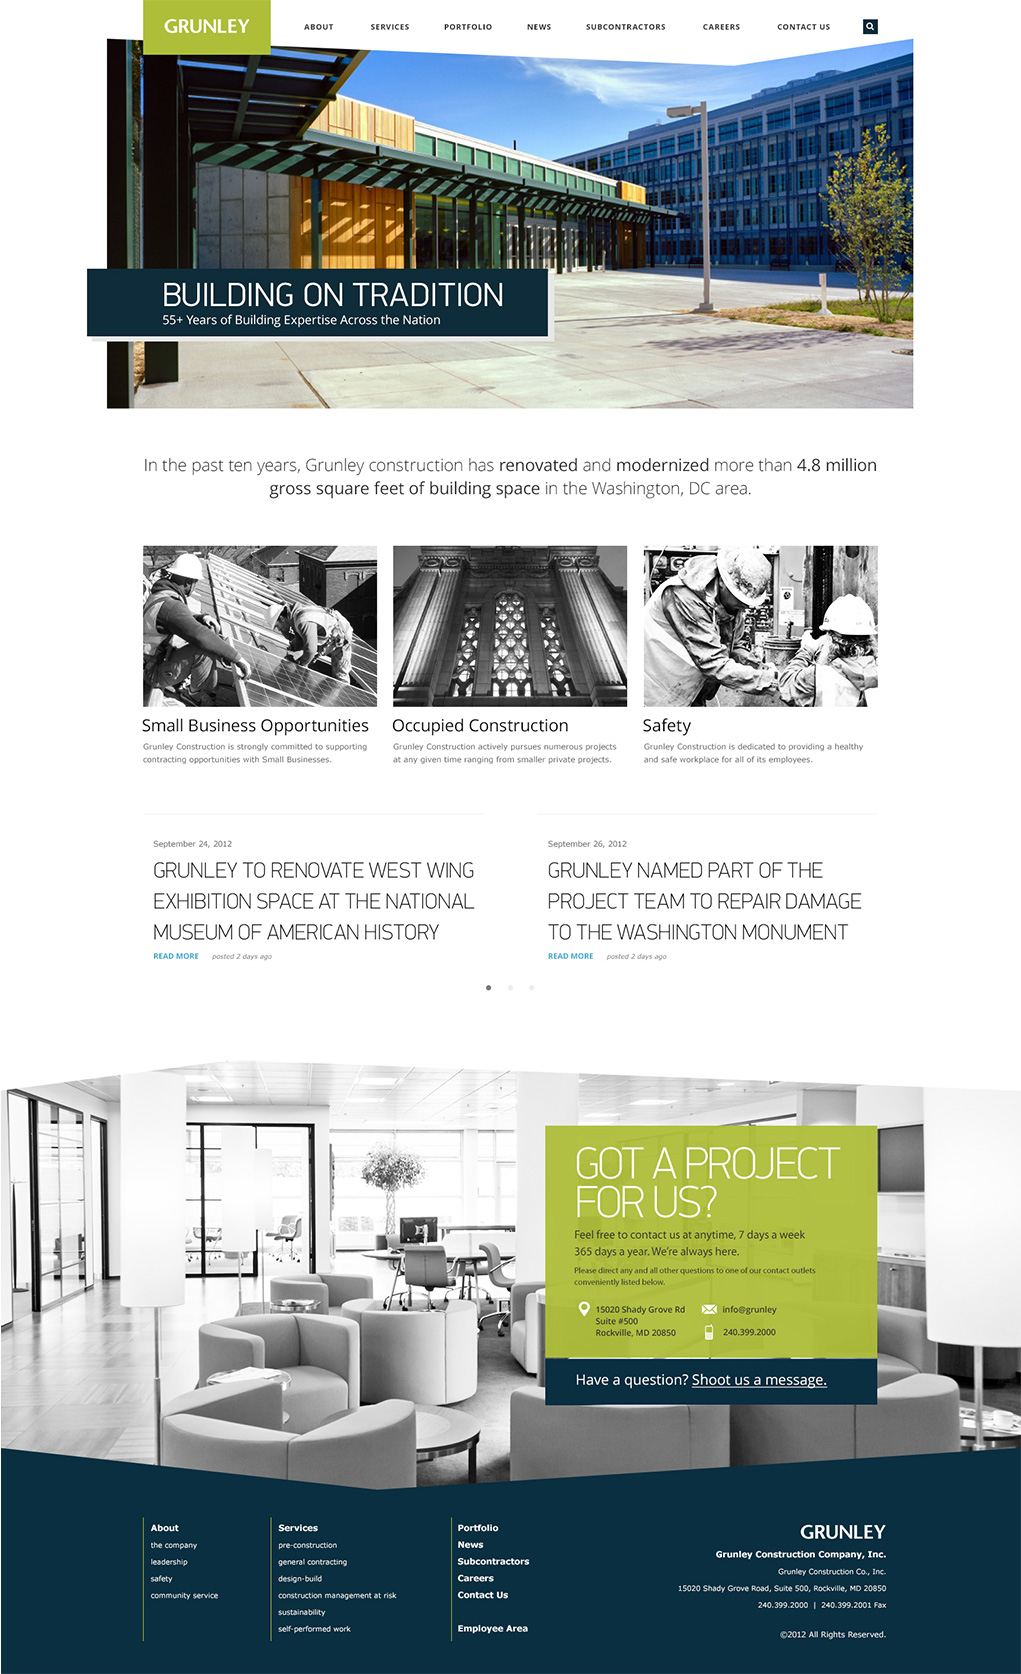 GRUNLEY
ABOUT SERVICES PORTFOLIO NEWS SUBCONTRACTORS CAREERS CONTACT US
BUILDING ON TRADITION
55+ Years of Building Expertise Across the Nation
In the past ten years, Grunley construction has renovated and modernized more than 4.8 million
gross square feet of building space in the Washington, DC area.
Small Business Opportunities
Grunley Construction is strongly committed to supporting
contracting opportunities with Small Businesses.
Occupied Construction
Grunley Construction actively pursues numerous projects
at any given time ranging from smaller private projects.
Safety
Grunley Construction is dedicated to providing a healthy
and safe workplace for all of its employees.
September 24, 2012
GRUNLEY TO RENOVATE WEST WING
EXHIBITION SPACE AT THE NATIONAL
MUSEUM OF AMERICAN HISTORY
READ MORE posted 2 days ago
September 26, 2012
GRUNLEY NAMED PART OF THE
PROJECT TEAM TO REPAIR DAMAGE
TO THE WASHINGTON MONUMENT
READ MORE posted 2 days ago
GOT A PROJECT
FOR US?
Feel free to contact us at anytime, 7 days a week
365 days a year. We're always here.
Please direct any and all other questions to one of our contact outlets
conveniently listed below.
15020 Shady Grove Rd
Suite #500
Rockville, MD 20850
info@grunley
240.399.2000
Have a question? Shoot us a message.
About
the company
leadership
safety
community service
Services
pre-construction
general contracting
design-build
construction management at risk
sustainability
self-performed work
Portfolio
News
Subcontractors
Careers
Contact Us
Employee Area
GRUNLEY
Grunley Construction Company, Inc.
Grunley Construction Co., Inc.
15020 Shady Grove Road, Suite 500, Rockville, MD 20850
240.399.2000 | 240.399.2001 Fax
©2012 All Rights Reserved.